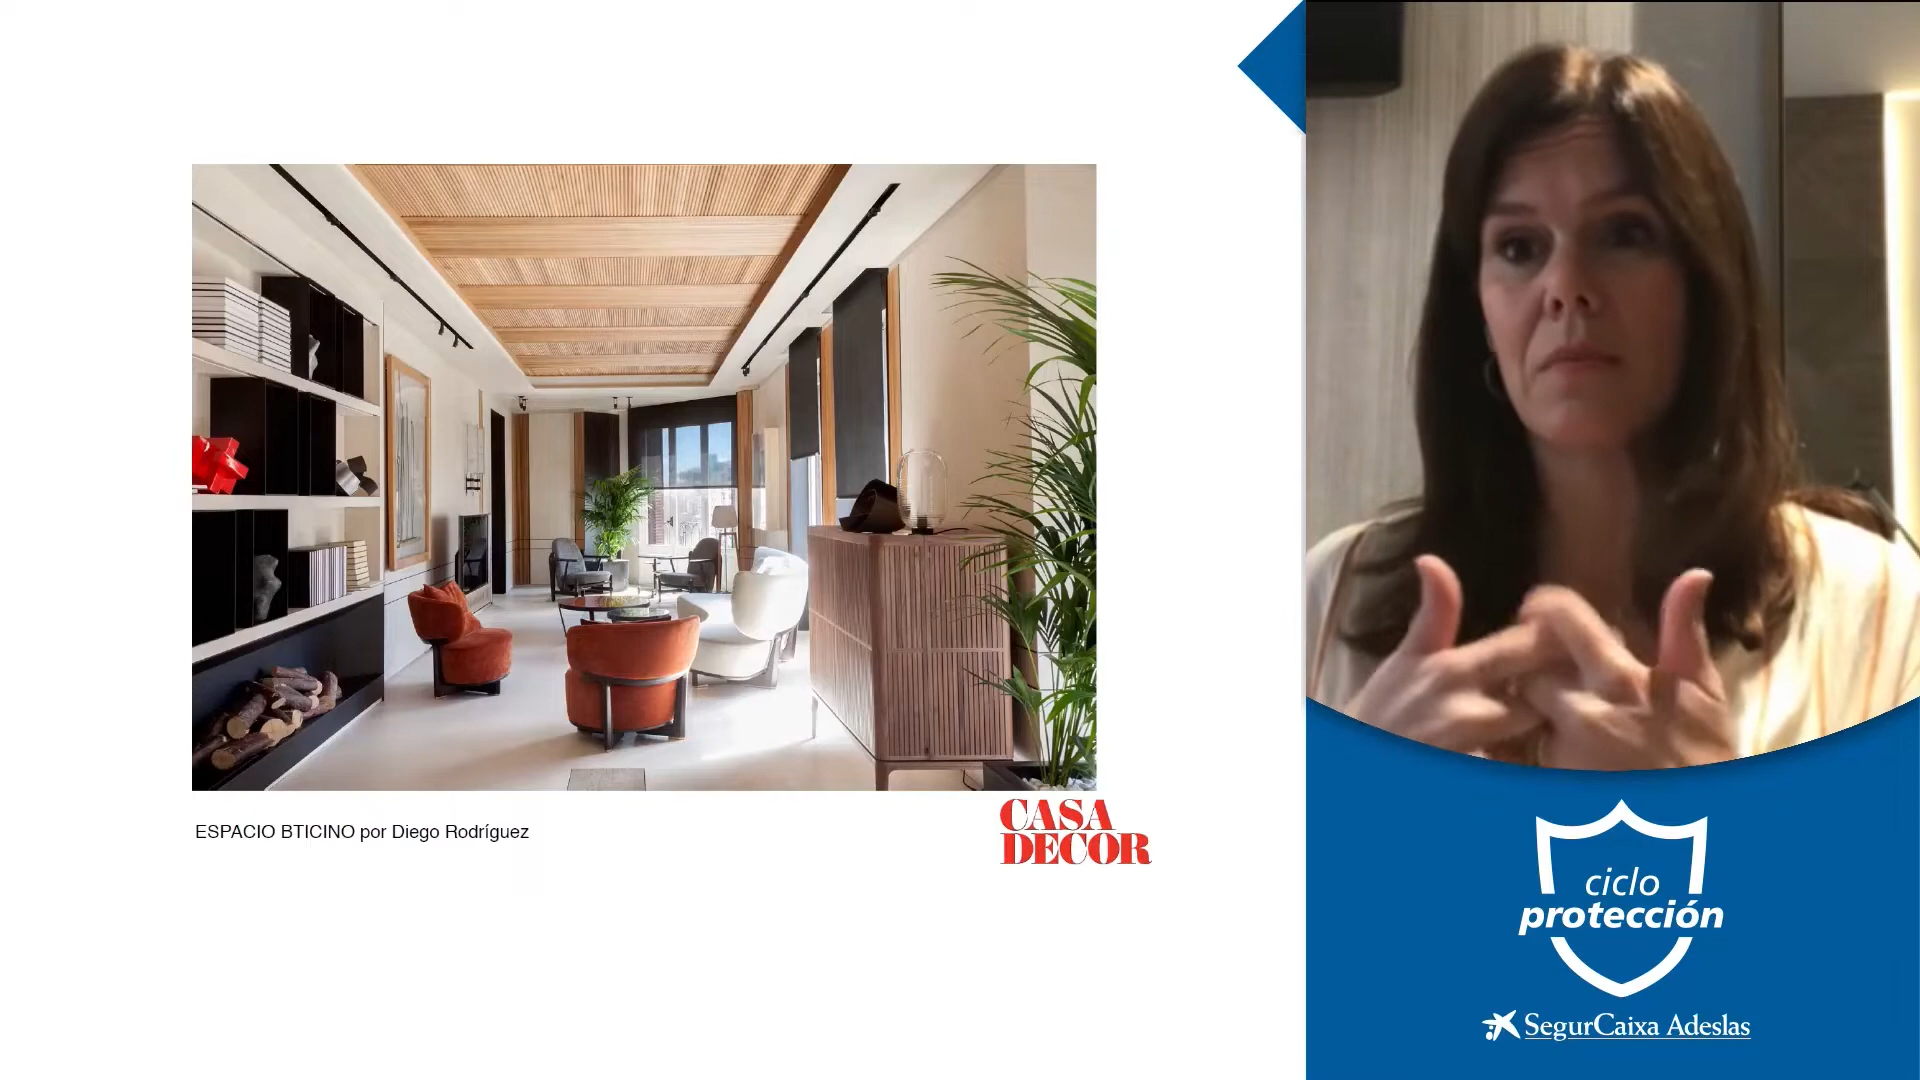 ESPACIO BTICINO por Diego Rodríguez
CASA
DECOR
ciclo
protección
SegurCaixa Adeslas